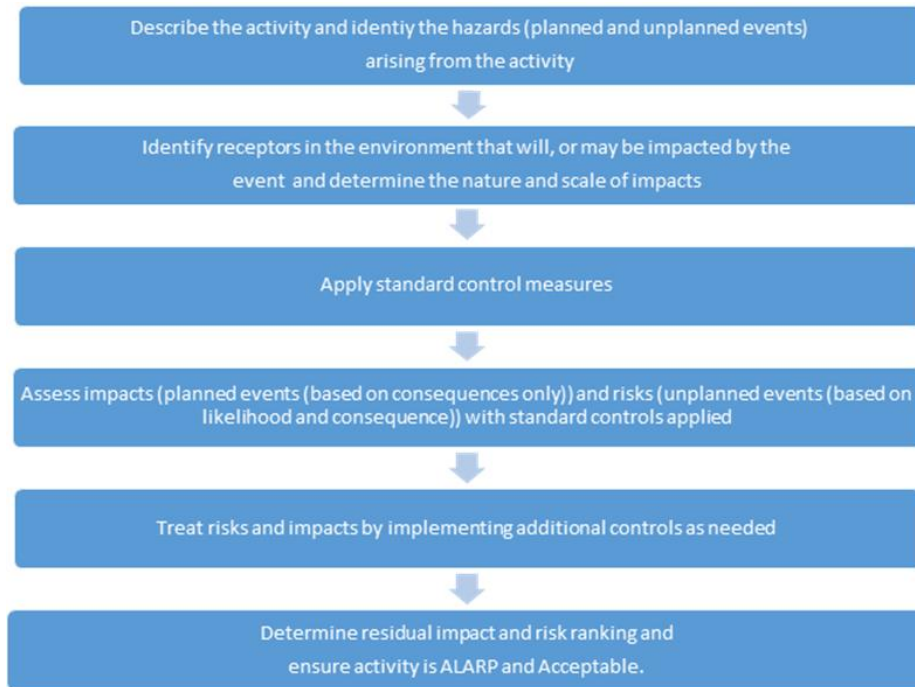 Describe the activity and identiy the hazards (planned and unplanned events)
arising from the activity
Identify receptors in the environment that will, or may be impacted by the
event and determine the nature and scale of impacts
Apply standard control measures
Assess impacts (planned events (based on consequences only)) and risks (unplanned events (based on
likelihood and consequence)) with standard controls applied
Treat risks and impacts by implementing additional controls as needed
Determine residual impact and risk ranking and
ensure activity is ALARP and Acceptable.